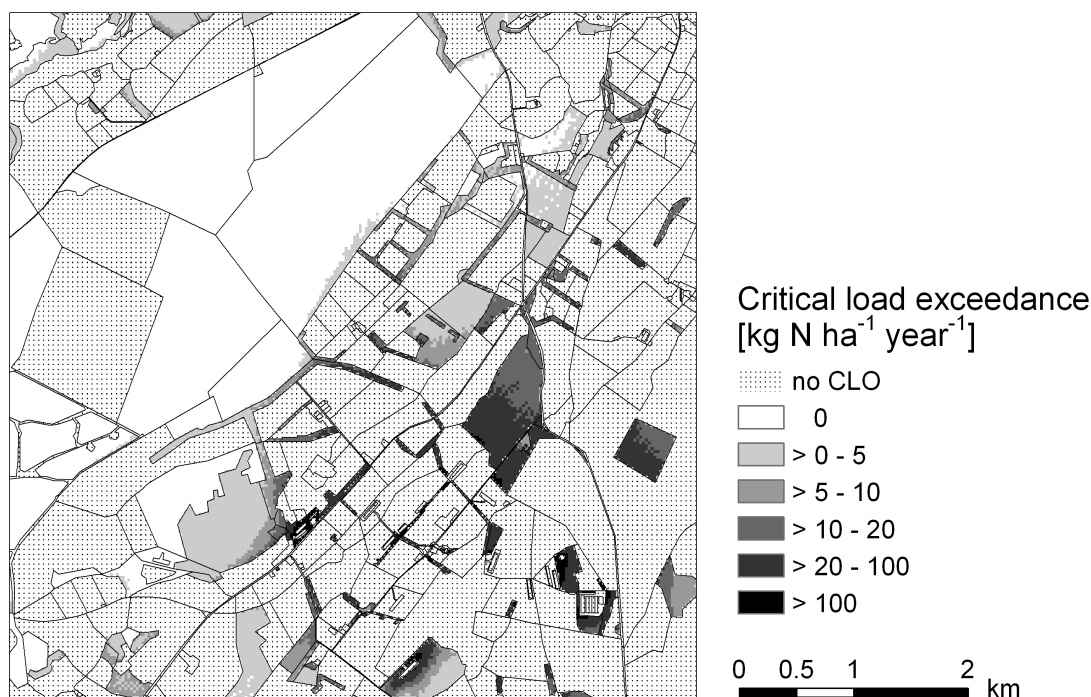 Critical load exceedance
[kg N ha-1 year-1]
no CLO
0
> 0 - 5
> 5 - 10
> 10 - 20
> 20 - 100
> 100
0 0.5 1 2
km